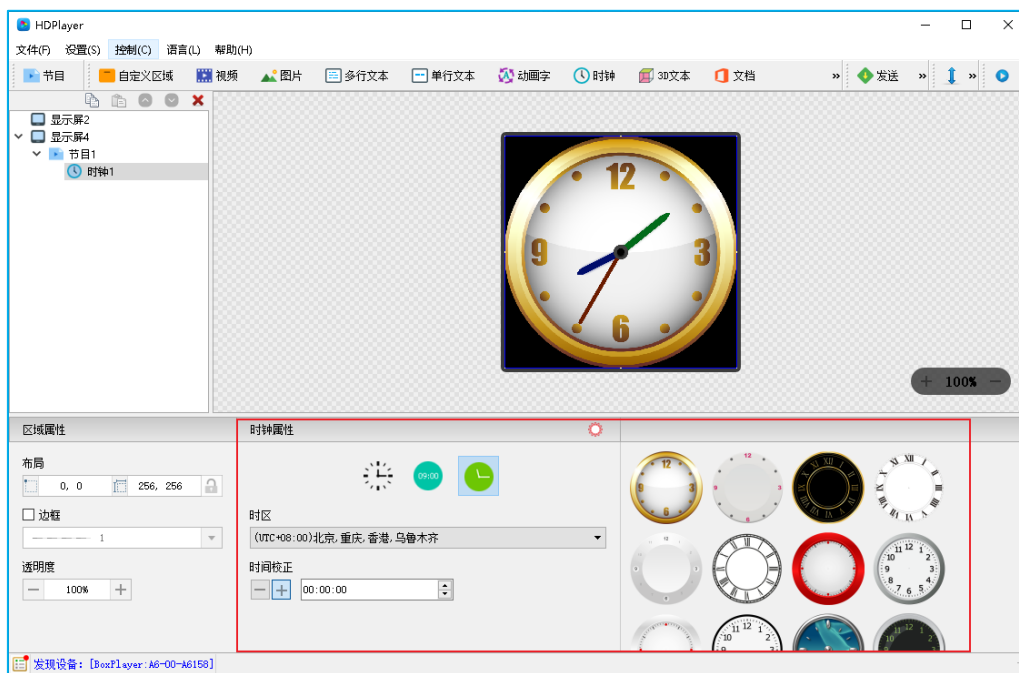 HDPlayer
文件(F) 设置(S) 控制(C) 语言(L) 帮助(H)
节目 自定义区域 视频 图片 多行文本 单行文本 动画字 时钟 3D文本 文档 » 发送 » »
显示屏2
显示屏4
节目1
时钟1
12
9 3
6
+ 100% −
区域属性 时钟属性
布局
0, 0 256, 256
09:00
边框
1
时区
(UTC+08:00)北京,重庆,香港,乌鲁木齐
透明度 时间校正
— 100% +
— + 00:00:00
发现设备: [BoxPlayer:A6-00-A6158]